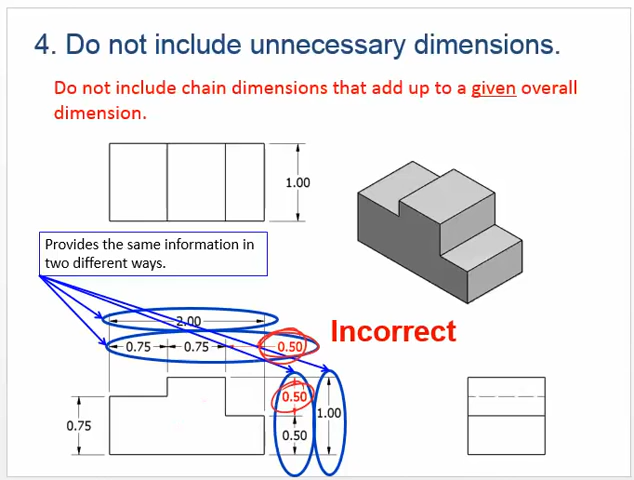 4. Do not include unnecessary dimensions.
Do not include chain dimensions that add up to a given overall
dimension.
1.00
Provides the same information in
two different ways.
2.00
Incorrect
0.75
0.75
0.50
0.50
1.00
0.75
0.50